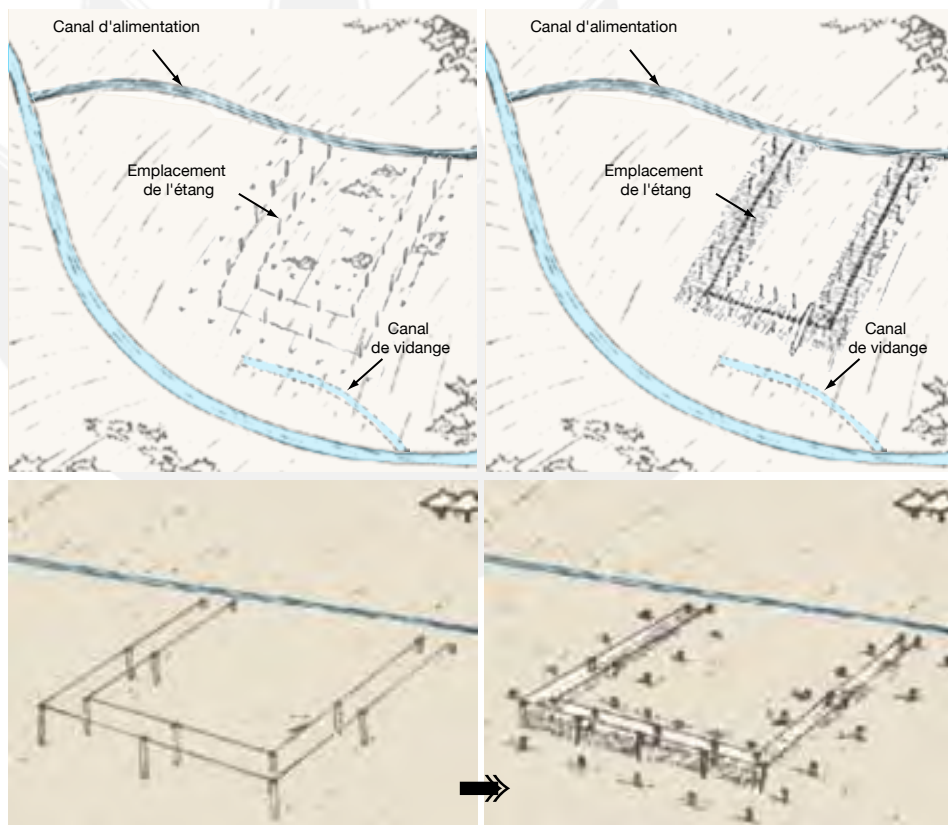 Canal d'alimentation
Emplacement
de l'étang
Canal
de vidange
Canal d'alimentation
Emplacement
de l'étang
Canal
de vidange